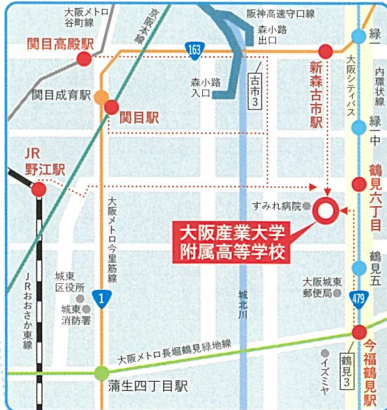 大阪メトロ
谷町線
京阪本線
阪神高速守口線
森小路
出口
緑一
関目高殿駅
163
森小路
入口
古市3
新森古市駅
大阪シティバス
内環状線
関目成育駅
関目駅
緑一中
JR
野江駅
鶴見六丁目
すみれ病院
大阪産業大学
附属高等学校
大阪メトロ今里筋線
JRおおさか東線
城東
区役所
城東
消防署
1
城北川
大阪城東
郵便局
鶴見五
479
大阪メトロ長堀鶴見緑地線
今福鶴見駅
鶴見3
イズミヤ
蒲生四丁目駅